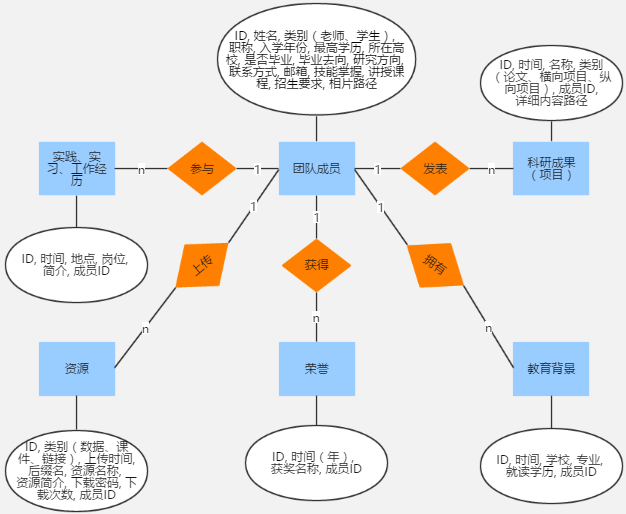 ID, 姓名, 类别（老师、学生）,
职称, 入学年份, 最高学历, 所在高
校, 是否毕业, 毕业去向, 研究方向,
联系方式, 邮箱, 技能掌握, 讲授课
程, 招生要求, 相片路径
ID, 时间, 名称, 类别
（论文、横向项目、纵
向项目）, 成员ID,
详细内容路径
实践、实
习、工作经
历
n
参与
1
团队成员
1
发表
n
科研成果
（项目）
1
1
1
ID, 时间, 地点, 岗位,
简介, 成员ID
上传
获得
拥有
n
n
n
资源
荣誉
教育背景
ID, 类别（数据、课
件、链接）, 上传时间,
后缀名, 资源名称,
资源简介, 下载密码, 下
载次数, 成员ID
ID, 时间（年）,
获奖名称, 成员ID
ID, 时间, 学校, 专业,
就读学历, 成员ID